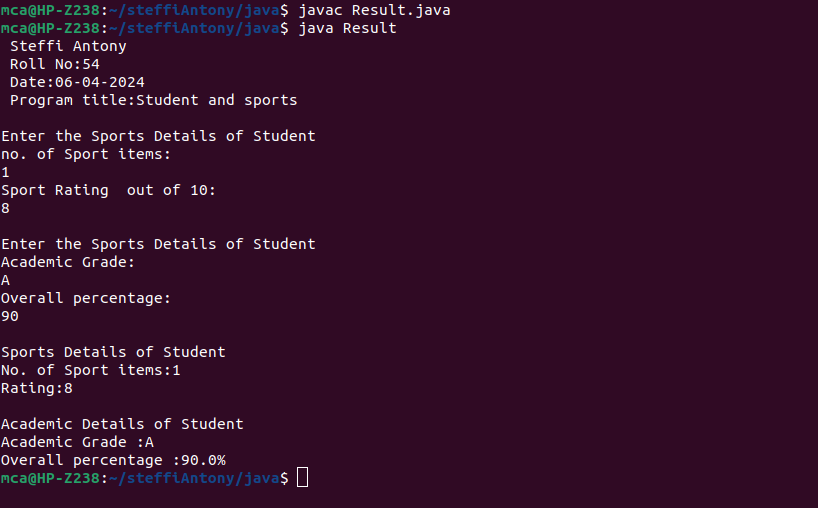 mca@HP-Z238:~/steffiAntony/java$ javac Result.java
mca@HP-Z238:~/steffiAntony/java$ java Result
Steffi Antony
Roll No:54
Date:06-04-2024
Program title:Student and sports
Enter the Sports Details of Student
no. of Sport items:
1
Sport Rating  out of 10:
8
Enter the Sports Details of Student
Academic Grade:
A
Overall percentage:
90
Sports Details of Student
No. of Sport items:1
Rating:8
Academic Details of Student
Academic Grade :A
Overall percentage :90.0%
mca@HP-Z238:~/steffiAntony/java$